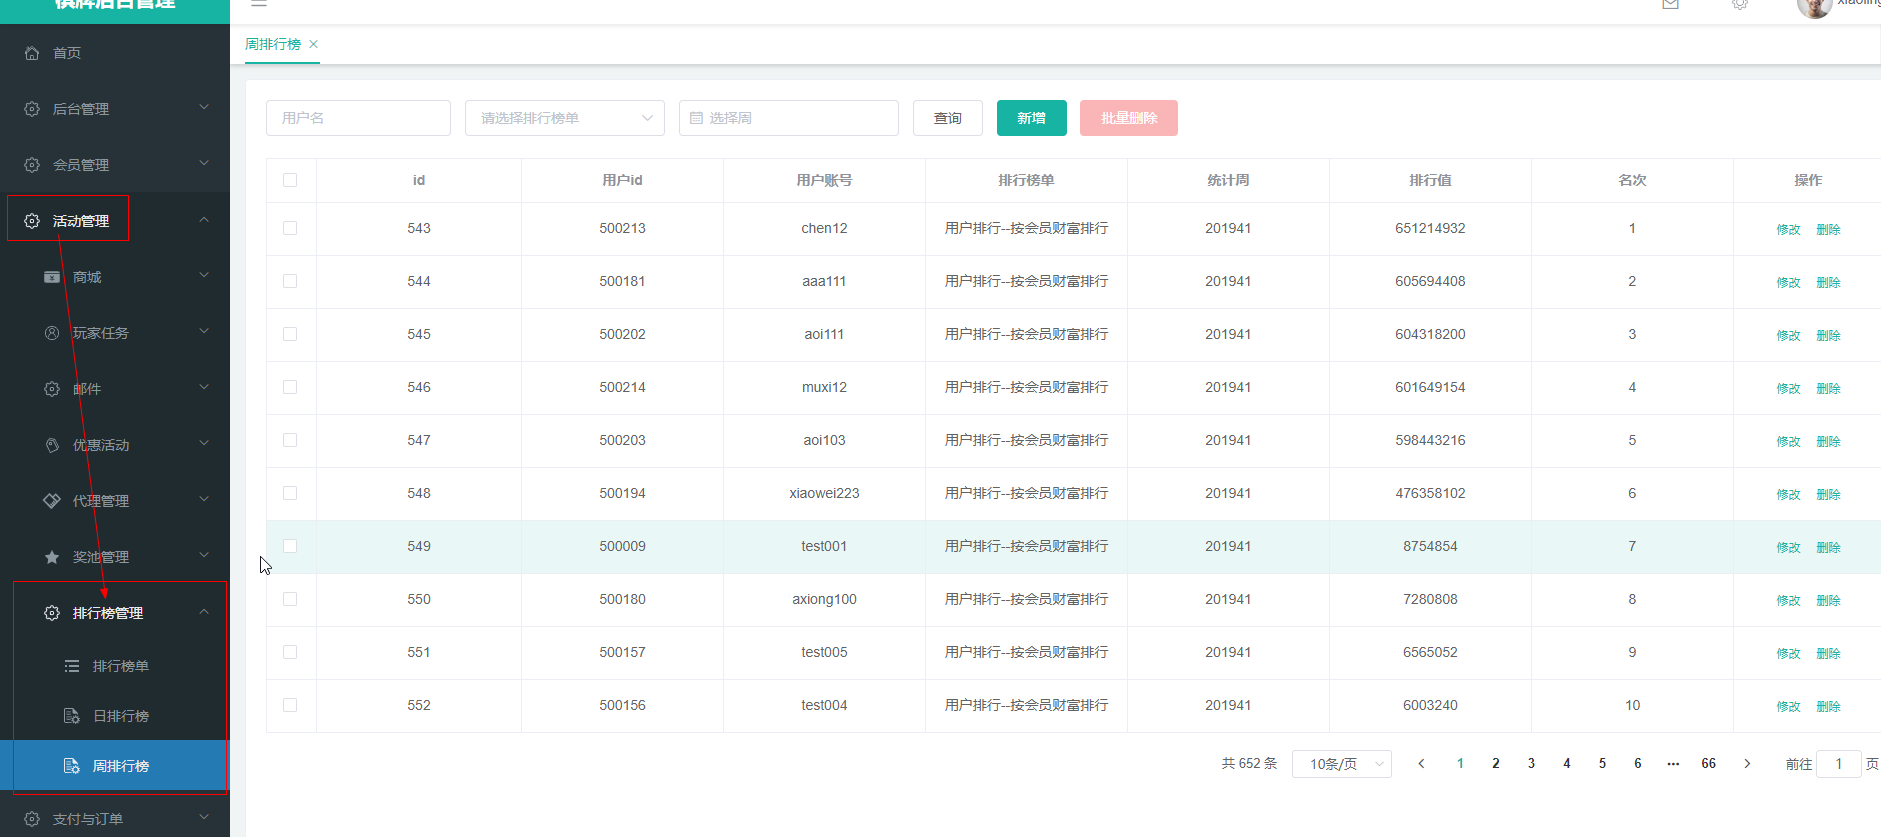 棋牌后台管理
xiaoling
首页
后台管理
会员管理
活动管理
商城
玩家任务
邮件
优惠活动
代理管理
奖池管理
排行榜管理
排行榜单
日排行榜
周排行榜
支付与订单
周排行榜
用户名 请选择排行榜单 选择周 查询 新增 批量删除
id 用户id 用户账号 排行榜单 统计周 排行值 名次 操作
543 500213 chen12 用户排行--按会员财富排行 201941 651214932 1 修改 删除
544 500181 aaa111 用户排行--按会员财富排行 201941 605694408 2 修改 删除
545 500202 aoi111 用户排行--按会员财富排行 201941 604318200 3 修改 删除
546 500214 muxi12 用户排行--按会员财富排行 201941 601649154 4 修改 删除
547 500203 aoi103 用户排行--按会员财富排行 201941 598443216 5 修改 删除
548 500194 xiaowei223 用户排行--按会员财富排行 201941 476358102 6 修改 删除
549 500009 test001 用户排行--按会员财富排行 201941 8754854 7 修改 删除
550 500180 axiong100 用户排行--按会员财富排行 201941 7280808 8 修改 删除
551 500157 test005 用户排行--按会员财富排行 201941 6565052 9 修改 删除
552 500156 test004 用户排行--按会员财富排行 201941 6003240 10 修改 删除
共 652 条 10条/页 1 2 3 4 5 6 ••• 66 前往 1 页